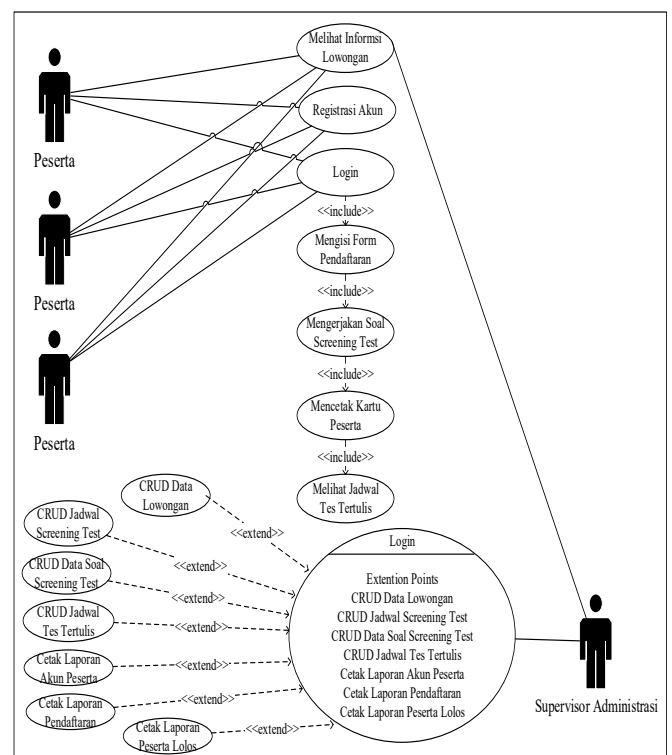 Melihat Informsi
Lowongan
Peserta
Registrasi Akun
Login
<<include>>
Peserta
Mengisi Form
Pendaftaran
<<include>>
Mengerjakan Soal
Screening Test
<<include>>
Peserta
Mencetak Kartu
Peserta
<<include>>
Melihat Jadwal
Tes Tertulis
CRUD Data
Lowongan
<<extend>>
CRUD Jadwal
Screening Test
<<extend>>
CRUD Data Soal
Screening Test
<<extend>>
CRUD Jadwal
Tes Tertulis
<<extend>>
Cetak Laporan
Akun Peserta
<<extend>>
Cetak Laporan
Pendaftaran
<<extend>>
Cetak Laporan
Peserta Lolos
<<extend>>
Login
Extention Points
CRUD Data Lowongan
CRUD Jadwal Screening Test
CRUD Data Soal Screening Test
CRUD Jadwal Tes Tertulis
Cetak Laporan Akun Peserta
Cetak Laporan Pendaftaran
Cetak Laporan Peserta Lolos
Supervisor Administrasi